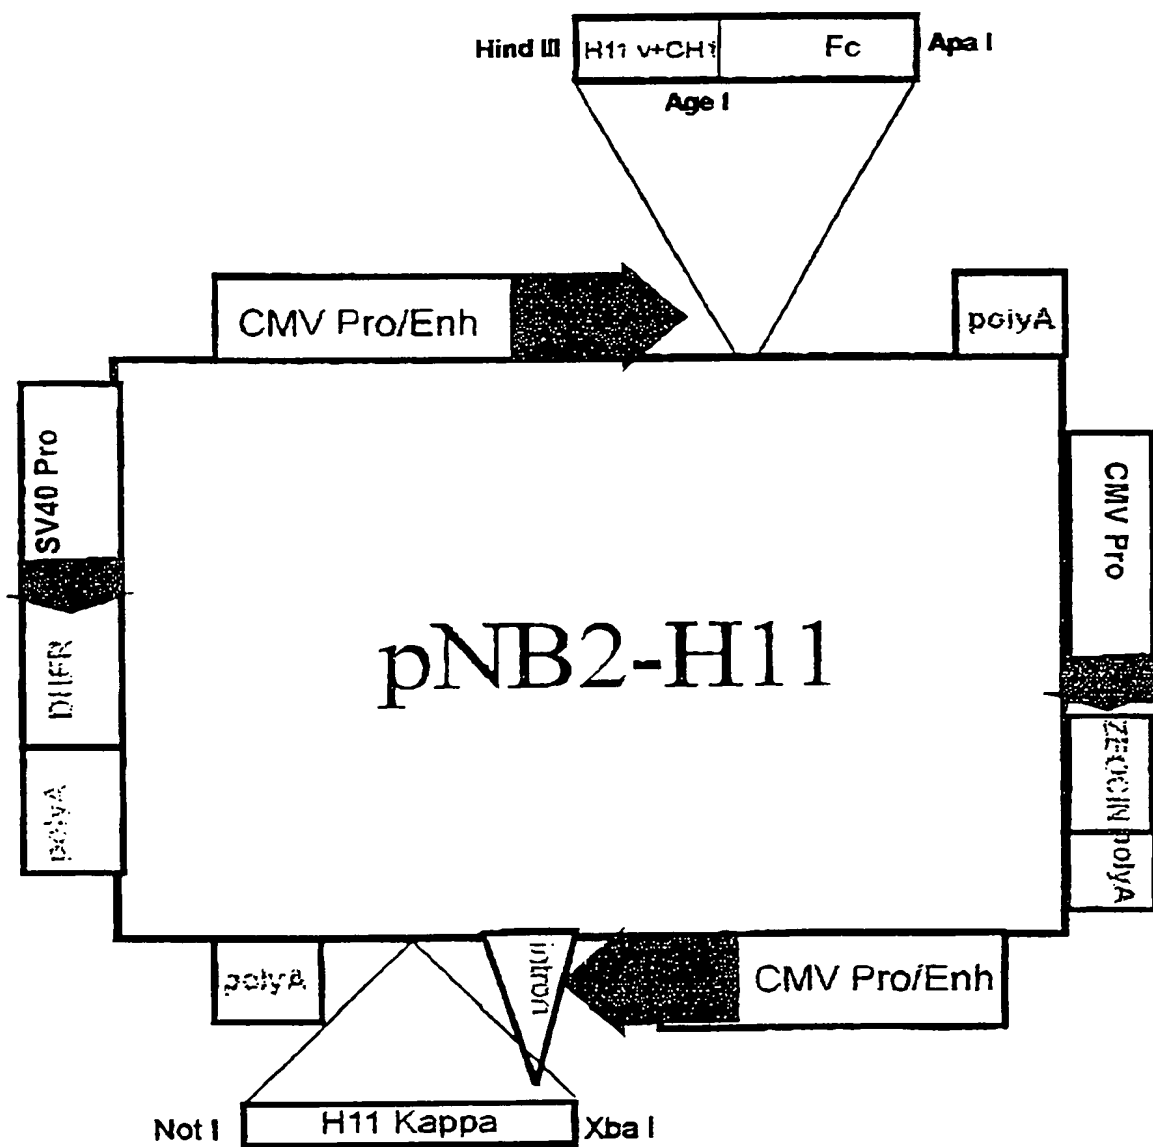 Hind III H11 v+CH1 Fc Apa I
Age I
CMV Pro/Enh
polyA
SV40 Pro
CMV Pro
pNB2-H11
DHFR
ZEOCIN
polyA
polyA
polyA
intron
CMV Pro/Enh
Not I H11 Kappa Xba I